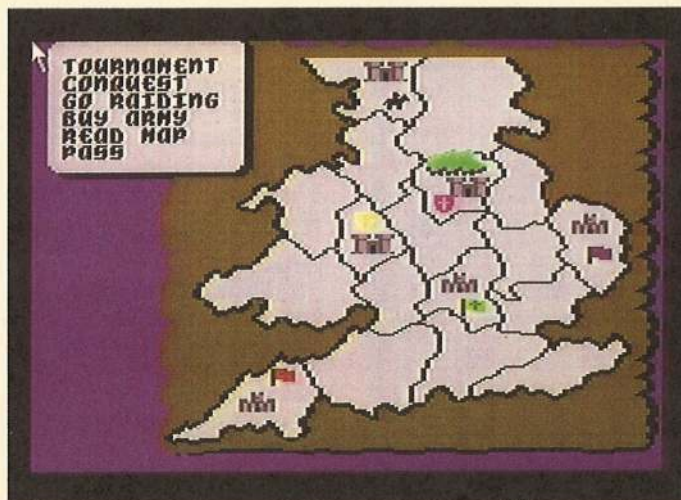 TOURNAMENT
CONQUEST
GO RAIDING
BUY ARMY
READ MAP
PASS